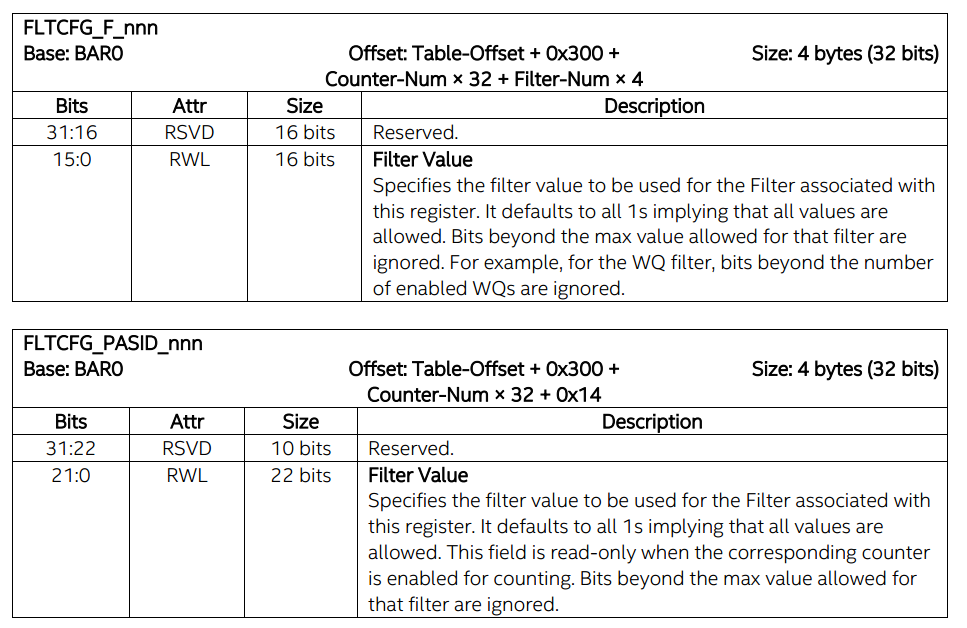 FLTCFG_F_nnn
Base: BAR0 Offset: Table-Offset + 0x300 + Size: 4 bytes (32 bits)
Counter-Num × 32 + Filter-Num × 4
Bits Attr Size Description
31:16 RSVD 16 bits Reserved.
15:0 RWL 16 bits Filter Value
Specifies the filter value to be used for the Filter associated with
this register. It defaults to all 1s implying that all values are
allowed. Bits beyond the max value allowed for that filter are
ignored. For example, for the WQ filter, bits beyond the number
of enabled WQs are ignored.
FLTCFG_PASID_nnn
Base: BAR0 Offset: Table-Offset + 0x300 + Size: 4 bytes (32 bits)
Counter-Num × 32 + 0x14
Bits Attr Size Description
31:22 RSVD 10 bits Reserved.
21:0 RWL 22 bits Filter Value
Specifies the filter value to be used for the Filter associated with
this register. It defaults to all 1s implying that all values are
allowed. This field is read-only when the corresponding counter
is enabled for counting. Bits beyond the max value allowed for
that filter are ignored.